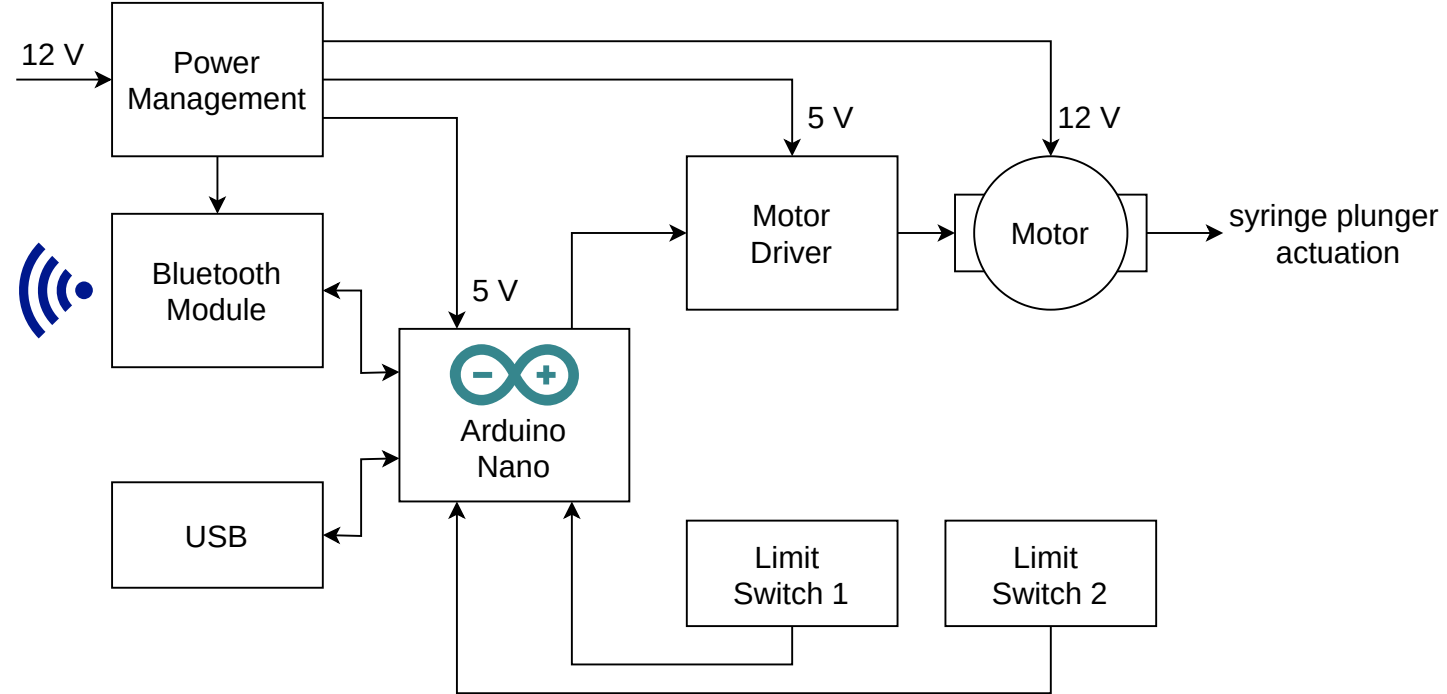 12 V
Power
Management
5 V
12 V
Motor
Driver
Motor
syringe plunger
actuation
Bluetooth
Module
5 V
Arduino
Nano
USB
Limit
Switch 1
Limit
Switch 2